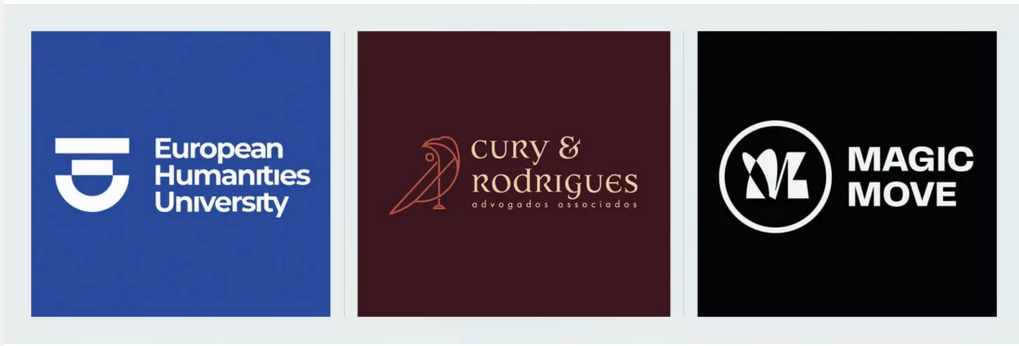 European
Humanities
University
CURY &
RODRIGUES
advogados associados
MAGIC
MOVE